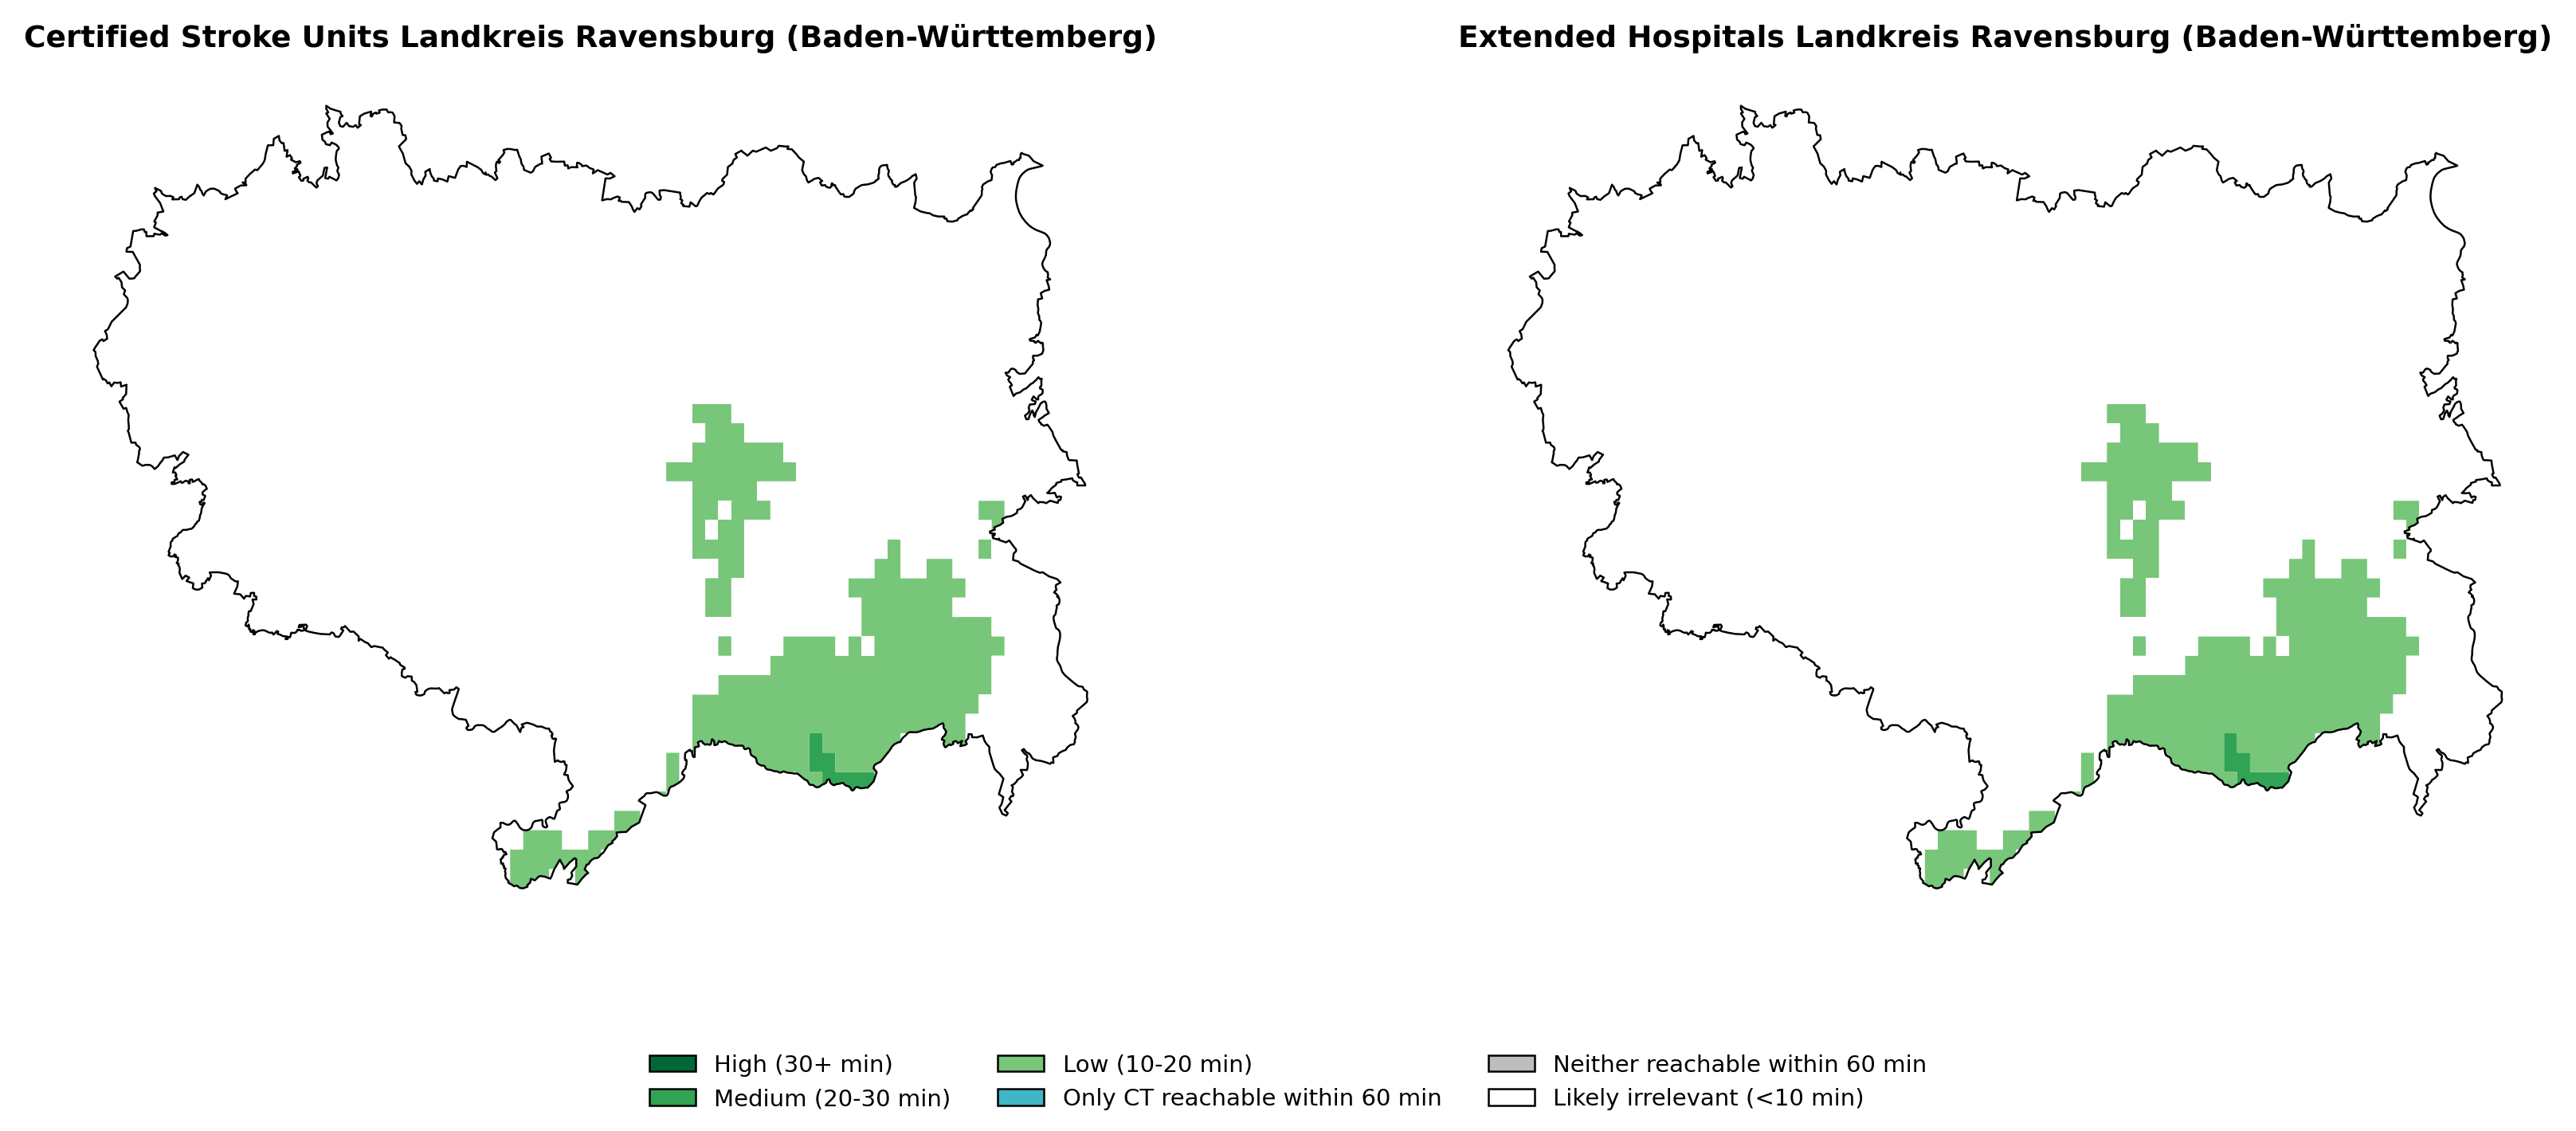 Certified Stroke Units Landkreis Ravensburg (Baden-Württemberg)
Extended Hospitals Landkreis Ravensburg (Baden-Württemberg)
High (30+ min)
Medium (20-30 min)
Low (10-20 min)
Only CT reachable within 60 min
Neither reachable within 60 min
Likely irrelevant (<10 min)